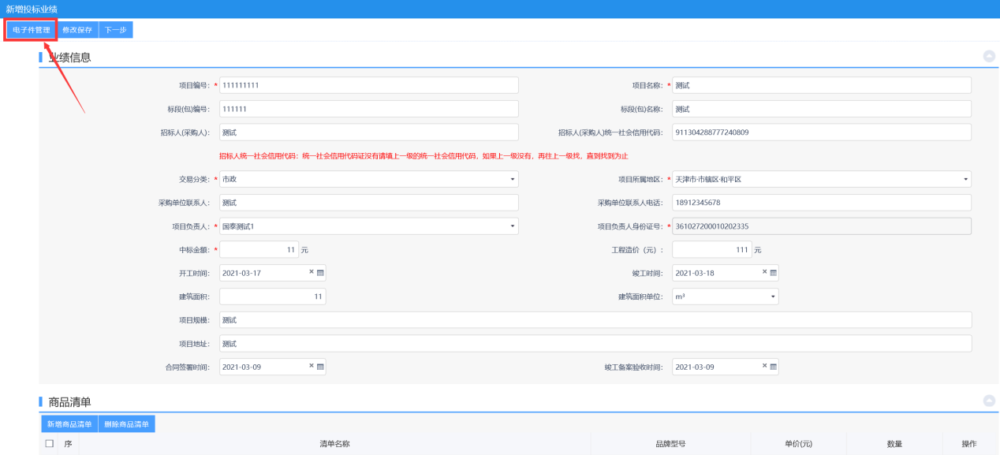 新增投标业绩
电子件管理 修改保存 下一步
业绩信息
项目编号: * 111111111 项目名称: * 测试
标段(包)编号: 111111 标段(包)名称: 测试
招标人(采购人): 测试 招标人(采购人)统一社会信用代码: 911304288777240809
招标人统一社会信用代码: 统一社会信用代码证没有请填上一级的统一社会信用代码, 如果上一级没有, 再往上一级找, 直到找到为止
交易分类: * 市政 项目所属地区: * 天津市·市辖区·和平区
采购单位联系人: 测试 采购单位联系人电话: 18912345678
项目负责人: * 国泰测试1 项目负责人身份证号: * 361027200010202335
中标金额: * 11 元 工程造价(元): 111 元
开工时间: 2021-03-17 竣工时间: 2021-03-18
建筑面积: 11 建筑面积单位: m³
项目规模: 测试
项目地址: 测试
合同签署时间: 2021-03-09 竣工备案验收时间: 2021-03-09
商品清单
新增商品清单 删除商品清单
序 清单名称 品牌型号 单价(元) 数量 操作